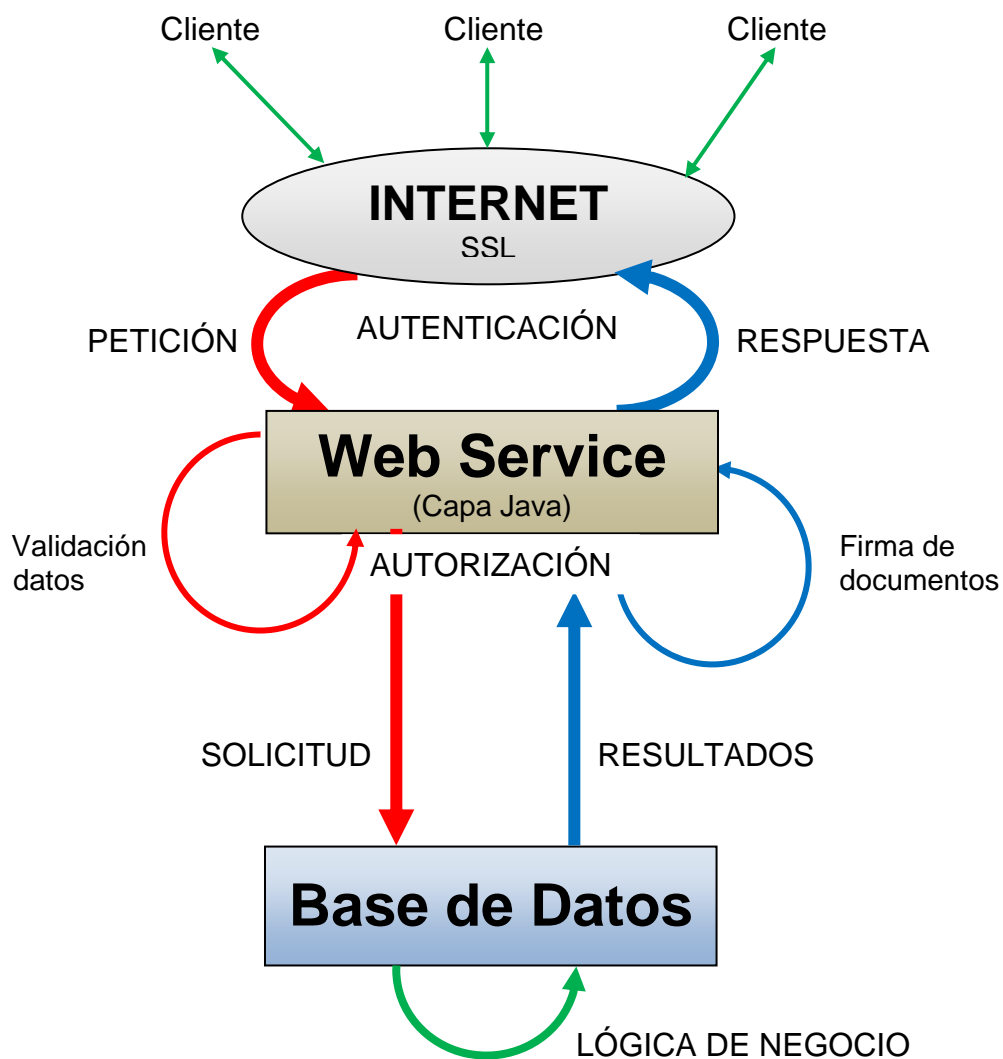 Cliente
Cliente
Cliente
INTERNET
SSL
PETICIÓN
AUTENTICACIÓN
RESPUESTA
Web Service
(Capa Java)
Validación
datos
AUTORIZACIÓN
Firma de
documentos
SOLICITUD
RESULTADOS
Base de Datos
LÓGICA DE NEGOCIO